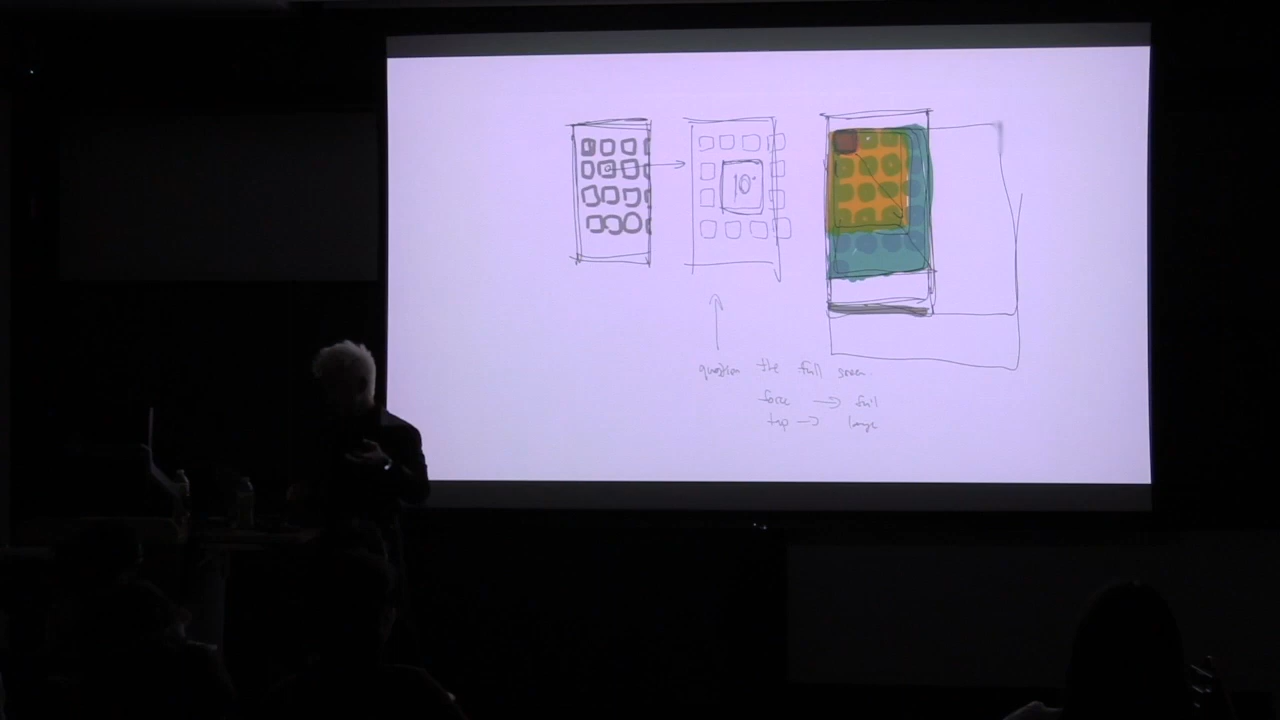 10°
question the full screen
force → full
tap → large